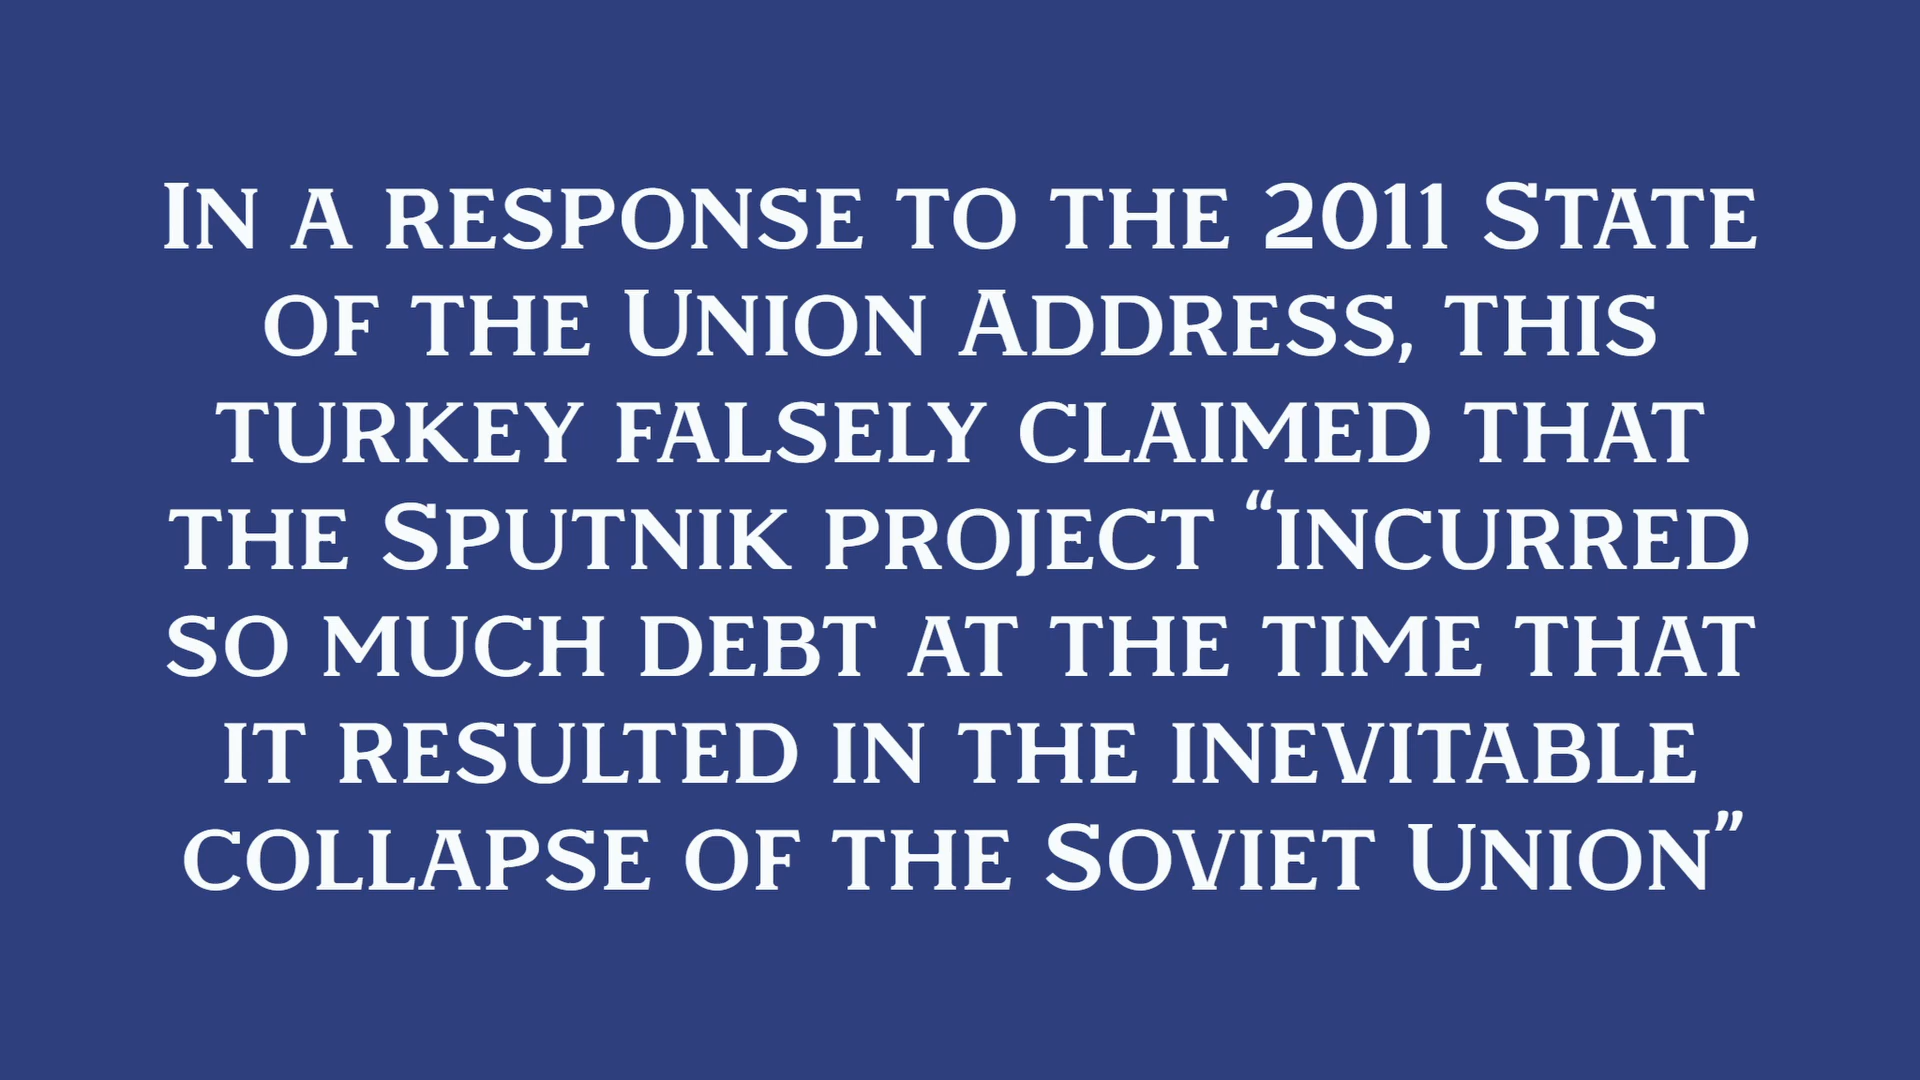 In a response to the 2011 State
of the Union Address, this
turkey falsely claimed that
the Sputnik project “incurred
so much debt at the time that
it resulted in the inevitable
collapse of the Soviet Union”